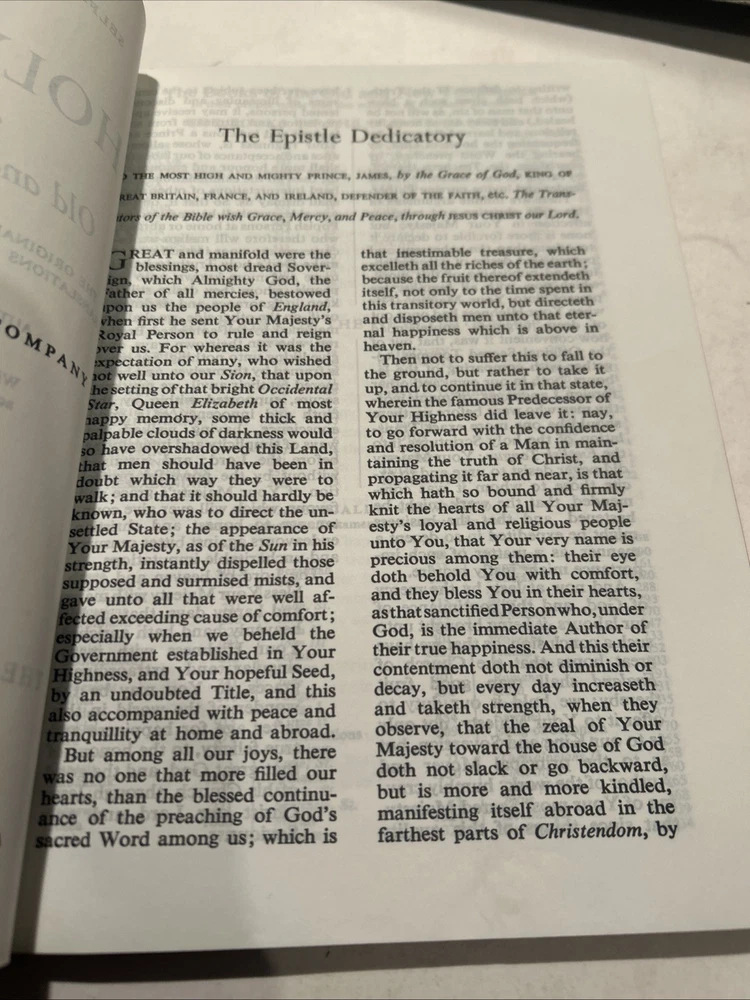 The Epistle Dedicatory
THE MOST HIGH AND MIGHTY PRINCE, JAMES, by the Grace of God, KING OF
REAT BRITAIN, FRANCE, AND IRELAND, DEFENDER OF THE FAITH, etc. The Trans-
tors of the Bible wish Grace, Mercy, and Peace, through JESUS CHRIST our Lord.
GREAT and manifold were the
blessings, most dread Sover-
ign, which Almighty God, the
ather of all mercies, bestowed
pon us the people of England,
hen first he sent Your Majesty's
Royal Person to rule and reign
over us. For whereas it was the
expectation of many, who wished
not well unto our Sion, that upon
the setting of that bright Occidental
Star, Queen Elizabeth of most
happy memory, some thick and
palpable clouds of darkness would
so have overshadowed this Land,
that men should have been in
doubt which way they were to
walk; and that it should hardly be
known, who was to direct the un-
settled State; the appearance of
Your Majesty, as of the Sun in his
strength, instantly dispelled those
supposed and surmised mists, and
gave unto all that were well af-
fected exceeding cause of comfort;
especially when we beheld the
Government established in Your
Highness, and Your hopeful Seed,
by an undoubted Title, and this
also accompanied with peace and
tranquillity at home and abroad.
But among all our joys, there
was no one that more filled our
hearts, than the blessed continu-
ance of the preaching of God's
sacred Word among us; which is
that inestimable treasure, which
excelleth all the riches of the earth;
because the fruit thereof extendeth
itself, not only to the time spent in
this transitory world, but directeth
and disposeth men unto that eter-
nal happiness which is above in
heaven.
Then not to suffer this to fall to
the ground, but rather to take it
up, and to continue it in that state,
wherein the famous Predecessor of
Your Highness did leave it: nay,
to go forward with the confidence
and resolution of a Man in main-
taining the truth of Christ, and
propagating it far and near, is that
which hath so bound and firmly
knit the hearts of all Your Maj-
esty's loyal and religious people
unto You, that Your very name is
precious among them: their eye
doth behold You with comfort,
and they bless You in their hearts,
as that sanctified Person who, under
God, is the immediate Author of
their true happiness. And this their
contentment doth not diminish or
decay, but every day increaseth
and taketh strength, when they
observe, that the zeal of Your
Majesty toward the house of God
doth not slack or go backward,
but is more and more kindled,
manifesting itself abroad in the
farthest parts of Christendom, by
COMPANY